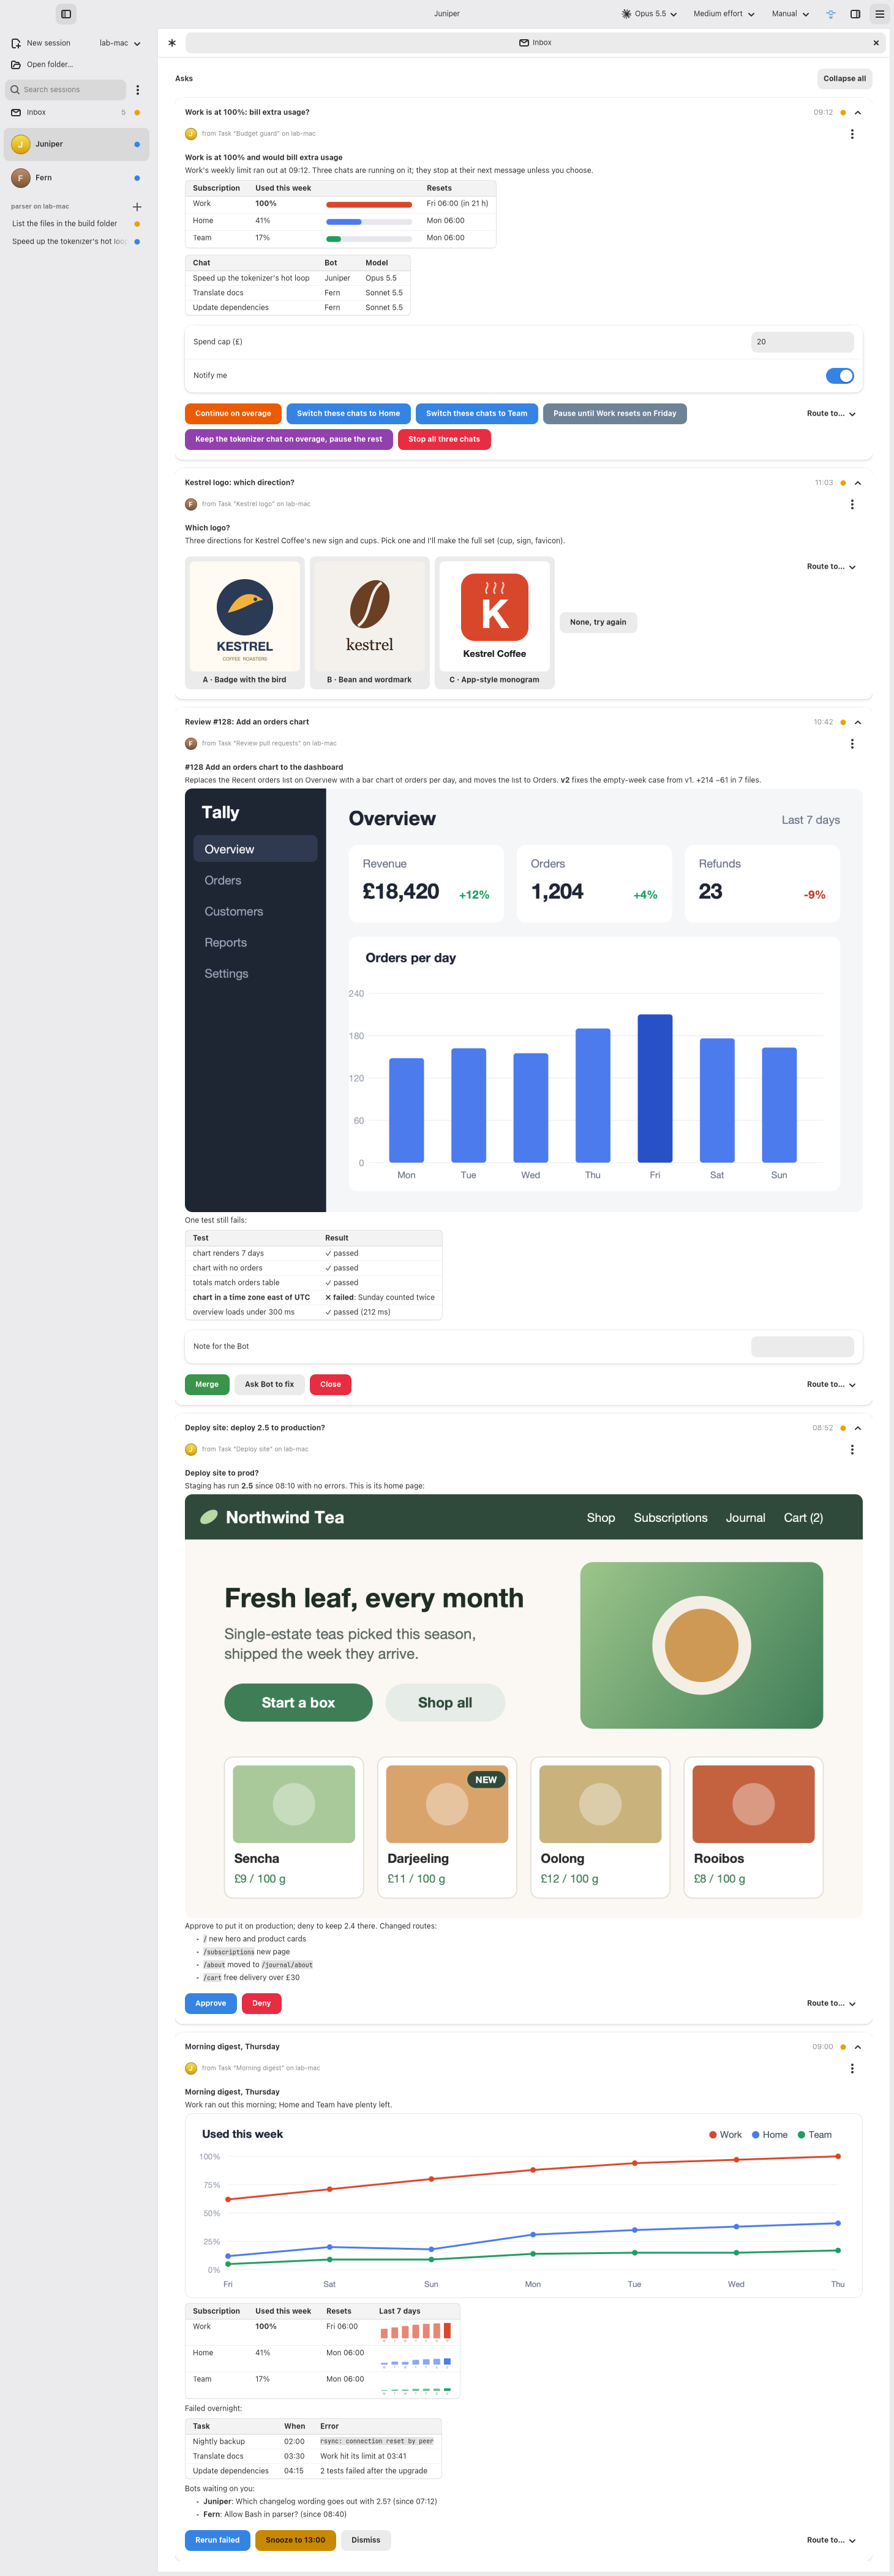 Juniper
Opus 5.5
Medium effort
Manual
New session
lab-mac
Open folder...
Search sessions
Inbox
5
J
Juniper
F
Fern
parser on lab-mac
List the files in the build folder
Speed up the tokenizer's hot loo
Inbox
Asks
Collapse all
Work is at 100%: bill extra usage?
09:12
J
from Task "Budget guard" on lab-mac
Work is at 100% and would bill extra usage
Work's weekly limit ran out at 09:12. Three chats are running on it; they stop at their next message unless you choose.
Subscription Used this week Resets
Work 100% Fri 06:00 (in 21 h)
Home 41% Mon 06:00
Team 17% Mon 06:00
Chat Bot Model
Speed up the tokenizer's hot loop Juniper Opus 5.5
Translate docs Fern Sonnet 5.5
Update dependencies Fern Sonnet 5.5
Spend cap (£)
20
Notify me
Continue on overage
Switch these chats to Home
Switch these chats to Team
Pause until Work resets on Friday
Route to...
Keep the tokenizer chat on overage, pause the rest
Stop all three chats
Kestrel logo: which direction?
11:03
F
from Task "Kestrel logo" on lab-mac
Which logo?
Three directions for Kestrel Coffee's new sign and cups. Pick one and I'll make the full set (cup, sign, favicon).
Route to...
KESTREL
COFFEE ROASTERS
A · Badge with the bird
kestrel
B · Bean and wordmark
K
Kestrel Coffee
C · App-style monogram
None, try again
Review #128: Add an orders chart
10:42
F
from Task "Review pull requests" on lab-mac
#128 Add an orders chart to the dashboard
Replaces the Recent orders list on Overview with a bar chart of orders per day, and moves the list to Orders. v2 fixes the empty-week case from v1. +214 −61 in 7 files.
Tally
Overview
Orders
Customers
Reports
Settings
Overview
Last 7 days
Revenue
£18,420 +12%
Orders
1,204 +4%
Refunds
23 -9%
Orders per day
240
180
120
60
0
Mon Tue Wed Thu Fri Sat Sun
One test still fails:
Test Result
chart renders 7 days ✓ passed
chart with no orders ✓ passed
totals match orders table ✓ passed
chart in a time zone east of UTC ✗ failed: Sunday counted twice
overview loads under 300 ms ✓ passed (212 ms)
Note for the Bot
Merge
Ask Bot to fix
Close
Route to...
Deploy site: deploy 2.5 to production?
08:52
J
from Task "Deploy site" on lab-mac
Deploy site to prod?
Staging has run 2.5 since 08:10 with no errors. This is its home page:
Northwind Tea
Shop Subscriptions Journal Cart (2)
Fresh leaf, every month
Single-estate teas picked this season,
shipped the week they arrive.
Start a box
Shop all
Sencha
£9 / 100 g
NEW
Darjeeling
£11 / 100 g
Oolong
£12 / 100 g
Rooibos
£8 / 100 g
Approve to put it on production; deny to keep 2.4 there. Changed routes:
- / new hero and product cards
- /subscriptions new page
- /about moved to /journal/about
- /cart free delivery over £30
Approve
Deny
Route to...
Morning digest, Thursday
09:00
J
from Task "Morning digest" on lab-mac
Morning digest, Thursday
Work ran out this morning; Home and Team have plenty left.
Used this week
Work Home Team
100%
75%
50%
25%
0%
Fri Sat Sun Mon Tue Wed Thu
Subscription Used this week Resets Last 7 days
Work 100% Fri 06:00
Home 41% Mon 06:00
Team 17% Mon 06:00
Failed overnight:
Task When Error
Nightly backup 02:00 rsync: connection reset by peer
Translate docs 03:30 Work hit its limit at 03:41
Update dependencies 04:15 2 tests failed after the upgrade
Bots waiting on you:
- Juniper: Which changelog wording goes out with 2.5? (since 07:12)
- Fern: Allow Bash in parser? (since 08:40)
Rerun failed
Snooze to 13:00
Dismiss
Route to...